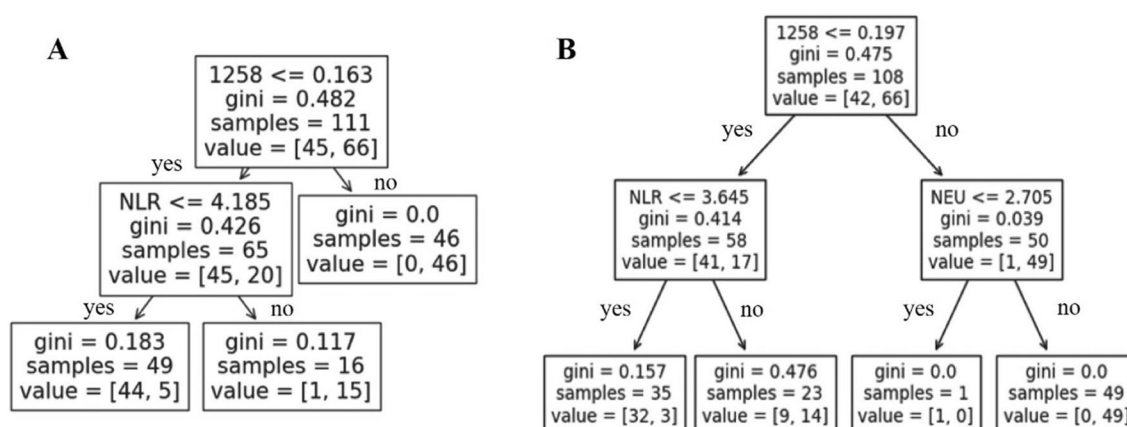 A
1258 <= 0.163
gini = 0.482
samples = 111
value = [45, 66]
yes
no
NLR <= 4.185
gini = 0.426
samples = 65
value = [45, 20]
gini = 0.0
samples = 46
value = [0, 46]
yes
no
gini = 0.183
samples = 49
value = [44, 5]
gini = 0.117
samples = 16
value = [1, 15]
B
1258 <= 0.197
gini = 0.475
samples = 108
value = [42, 66]
yes
no
NLR <= 3.645
gini = 0.414
samples = 58
value = [41, 17]
NEU <= 2.705
gini = 0.039
samples = 50
value = [1, 49]
yes
no
yes
no
gini = 0.157
samples = 35
value = [32, 3]
gini = 0.476
samples = 23
value = [9, 14]
gini = 0.0
samples = 1
value = [1, 0]
gini = 0.0
samples = 49
value = [0, 49]